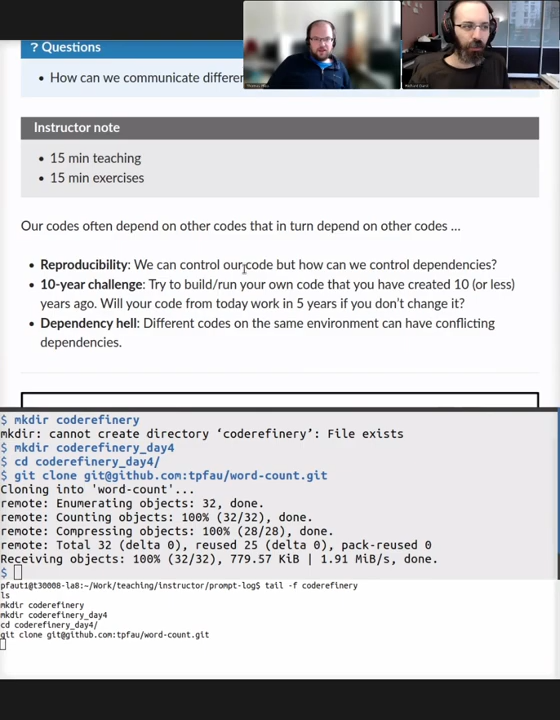 ? Questions
How can we communicate differen
Instructor note
15 min teaching
15 min exercises
Our codes often depend on other codes that in turn depend on other codes …
Reproducibility: We can control our code but how can we control dependencies?
10-year challenge: Try to build/run your own code that you have created 10 (or less)
years ago. Will your code from today work in 5 years if you don't change it?
Dependency hell: Different codes on the same environment can have conflicting
dependencies.
$ mkdir coderefinery
mkdir: cannot create directory ‘coderefinery’: File exists
$ mkdir coderefinery_day4
$ cd coderefinery_day4/
$ git clone git@github.com:tpfau/word-count.git
Cloning into 'word-count'...
remote: Enumerating objects: 32, done.
remote: Counting objects: 100% (32/32), done.
remote: Compressing objects: 100% (28/28), done.
remote: Total 32 (delta 0), reused 25 (delta 0), pack-reused 0
Receiving objects: 100% (32/32), 779.57 KiB | 1.91 MiB/s, done.
$
pfaut1@t30008-la8:~/Work/teaching/instructor/prompt-log$ tail -f coderefinery
ls
mkdir coderefinery
mkdir coderefinery_day4
cd coderefinery_day4/
git clone git@github.com:tpfau/word-count.git